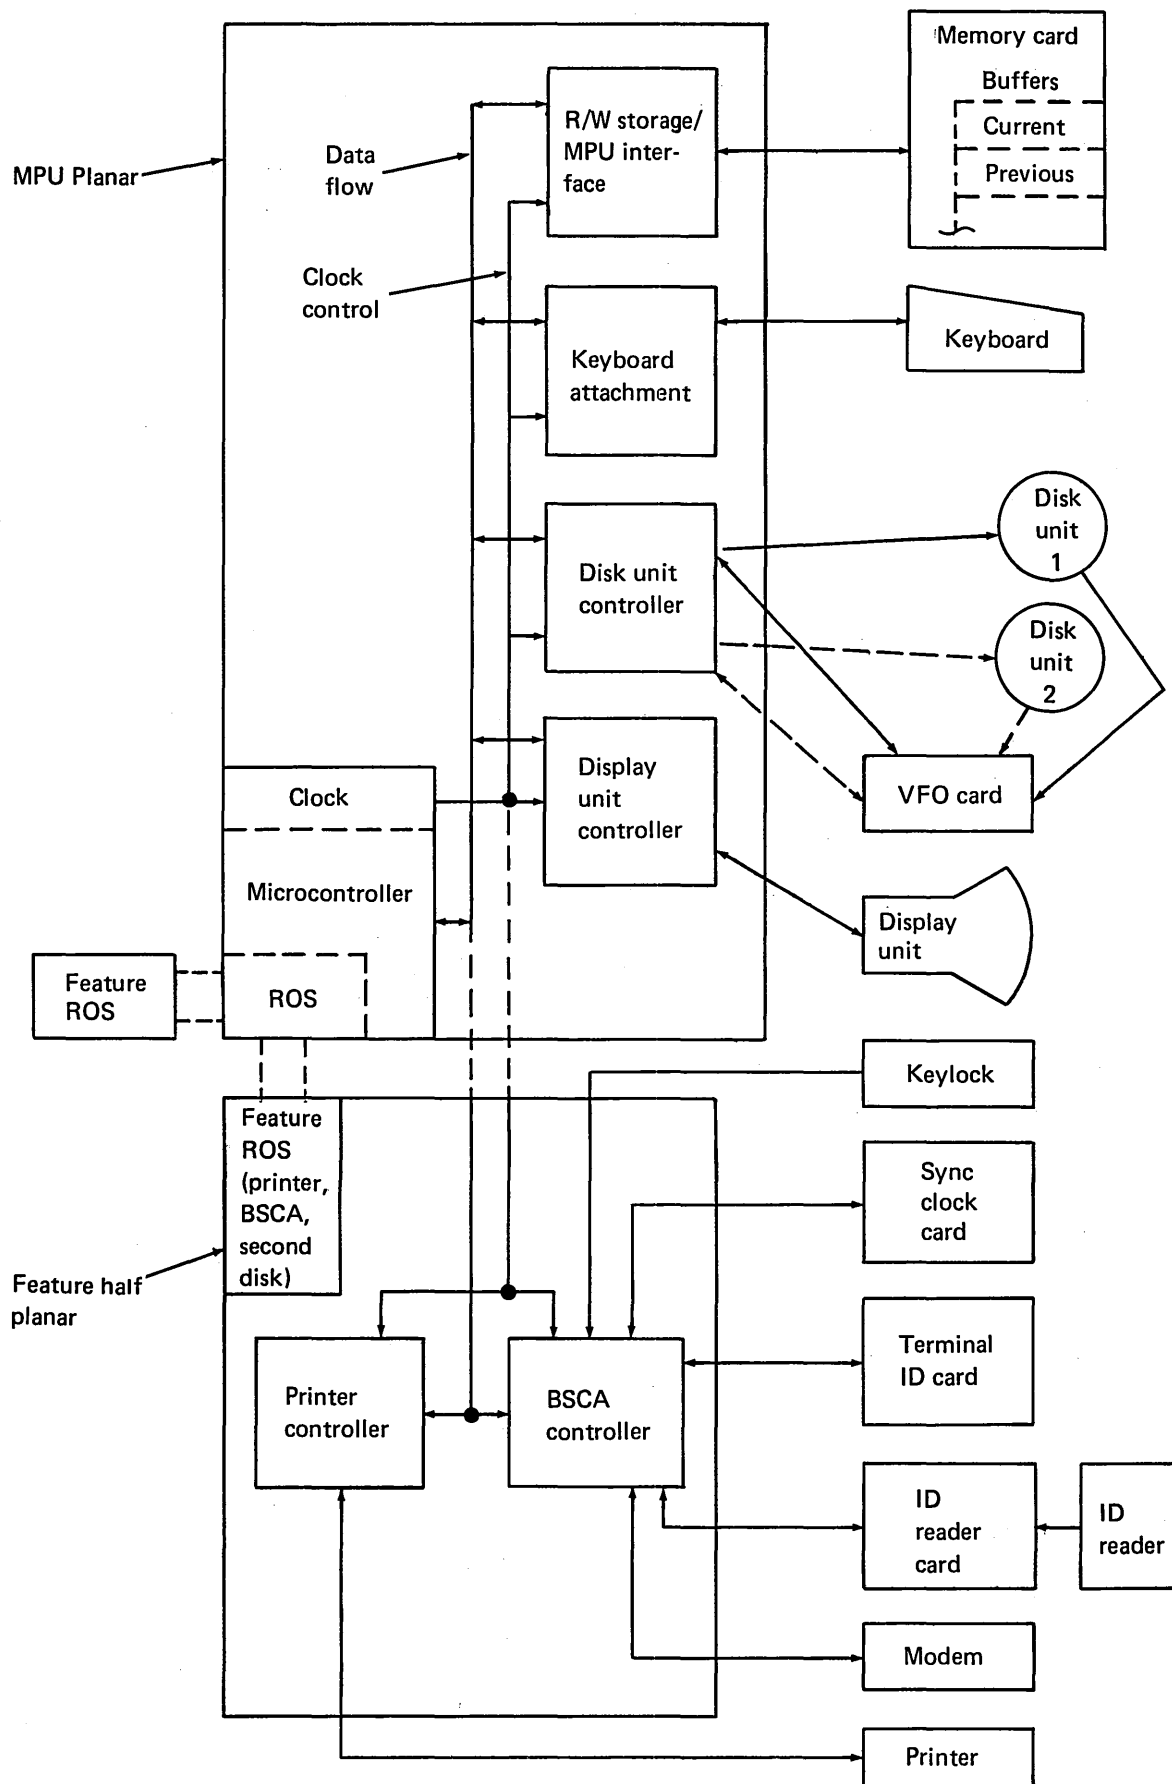 Memory card
Buffers
Current
Previous
R/W storage/
MPU inter-
face
Data
flow
MPU Planar
Clock
control
Keyboard
attachment
Keyboard
Disk
unit
1
Disk unit
controller
Disk
unit
2
Display
unit
controller
VFO card
Clock
Microcontroller
Display
unit
Feature
ROS
ROS
Keylock
Feature
ROS
(printer,
BSCA,
second
disk)
Sync
clock
card
Feature half
planar
Terminal
ID card
Printer
controller
BSCA
controller
ID
reader
card
ID
reader
Modem
Printer